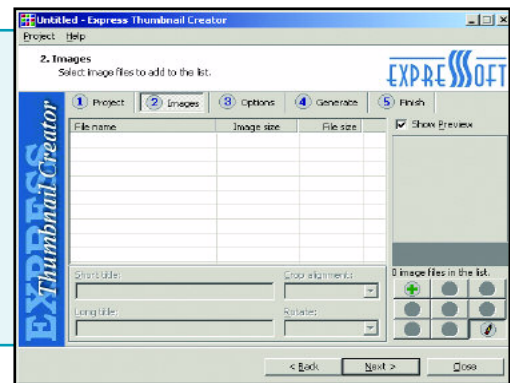 Untitled - Express Thumbnail Creator
Project Help
2. Images
Select image files to add to the list.
EXPRESSOFT
1 Project 2 Images 3 Options 4 Generate 5 Finish
File name Image size File size
Show Preview
EXPRESS
Thumbnail Creator
0 image files in the list.
Short title: Crop alignment:
Long title: Rotate:
< Back Next > Close